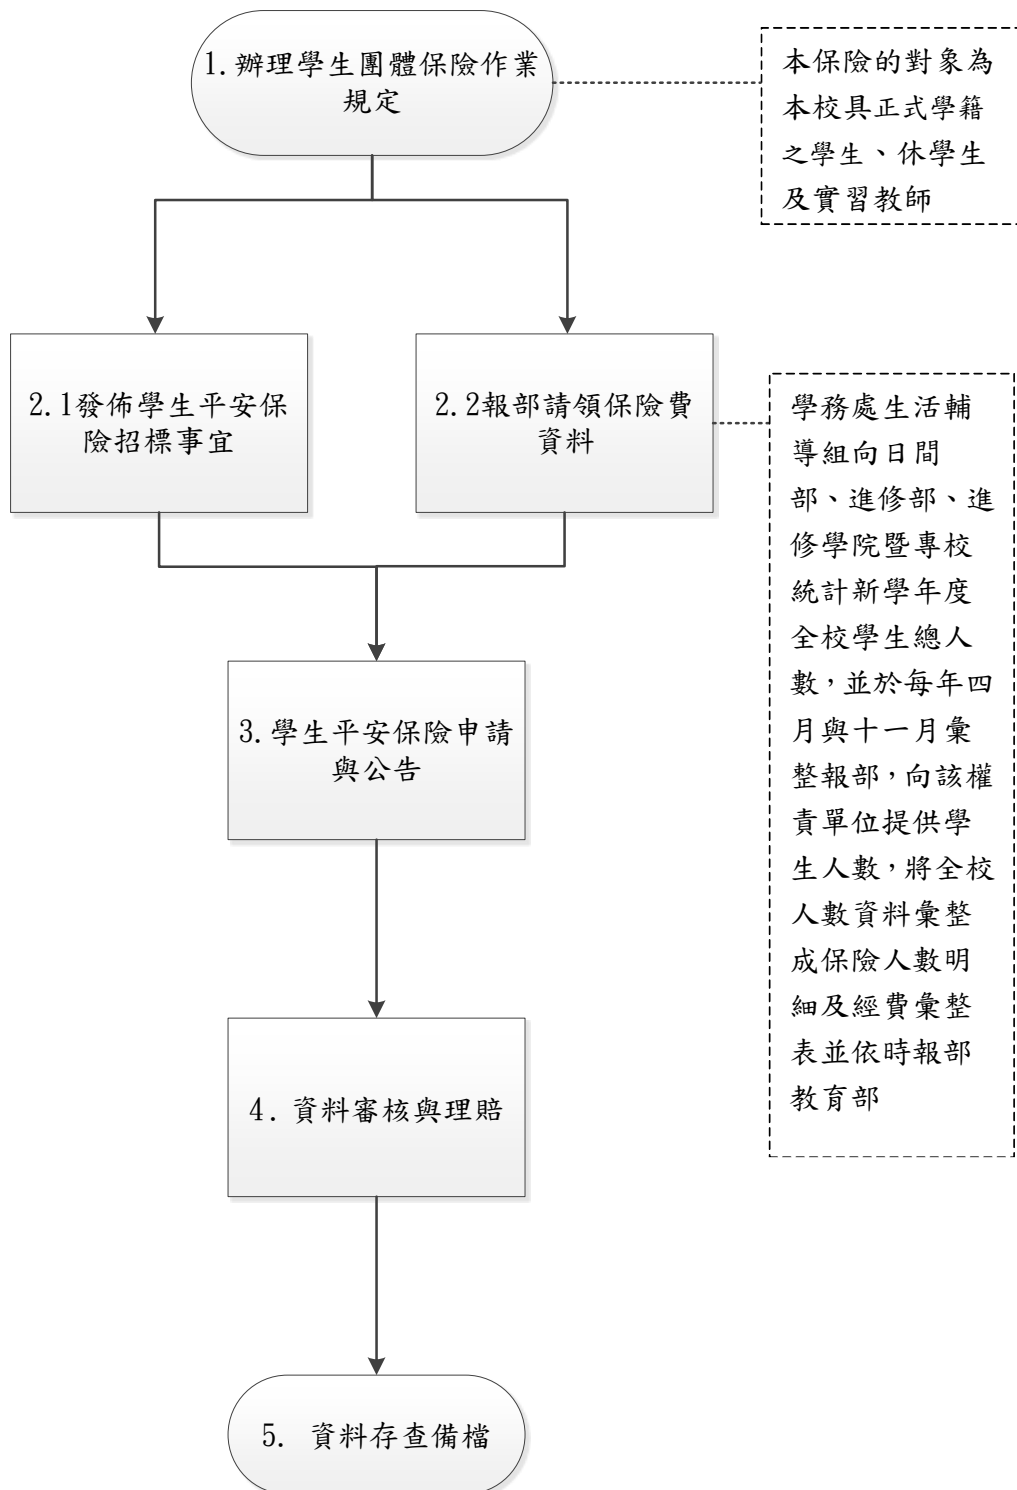 1.辦理學生團體保險作業
規定
本保險的對象為
本校具正式學籍
之學生、休學生
及實習教師
2.1發佈學生平安保
險招標事宜
2.2報部請領保險費
資料
學務處生活輔
導組向日間
部、進修部、進
修學院暨專校
統計新學年度
全校學生總人
數，並於每年四
月與十一月彙
整報部，向該權
責單位提供學
生人數，將全校
人數資料彙整
成保險人數明
細及經費彙整
表並依時報部
教育部
3.學生平安保險申請
與公告
4. 資料審核與理賠
5. 資料存查備檔